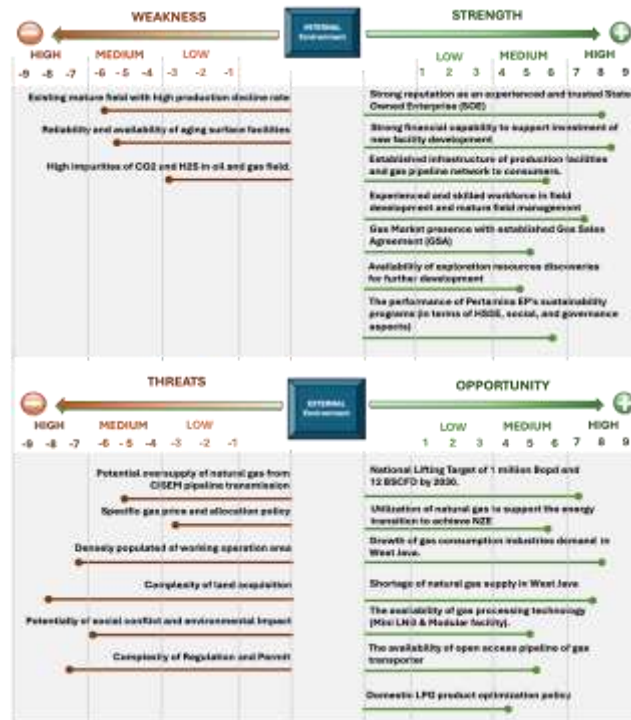 WEAKNESS
INTERNAL
Environment
STRENGTH
HIGH MEDIUM LOW
LOW MEDIUM HIGH
-9 -8 -7 -6 -5 -4 -3 -2 -1
1 2 3 4 5 6 7 8 9
Existing mature field with high production decline rate
Reliability and availability of aging surface facilities
High impurities of CO2 and H2S in oil and gas field.
Strong reputation as an experienced and trusted State
Owned Enterprise (SOE)
Strong financial capability to support investment of
new facility development
Established infrastructure of production facilities
and gas pipeline network to consumers.
Experienced and skilled workforce in field
development and mature field management
Gas Market presence with established Gas Sales
Agreement (GSA)
Availability of exploration resources discoveries
for further development
The performance of Pertamina EP's sustainability
programs (in terms of HSSE, social, and governance
aspects)
THREATS
EXTERNAL
Environment
OPPORTUNITY
HIGH MEDIUM LOW
LOW MEDIUM HIGH
-9 -8 -7 -6 -5 -4 -3 -2 -1
1 2 3 4 5 6 7 8 9
Potential oversupply of natural gas from
CISEM pipeline transmission
Specific gas price and allocation policy
Densely populated of working operation area
Complexity of land acquisition
Potentially of social conflict and environmental impact
Complexity of Regulation and Permit
National Lifting Target of 1 million Bopd and
12 BSCFD by 2030.
Utilization of natural gas to support the energy
transition to achieve NZE
Growth of gas consumption industries demand in
West Java.
Shortage of natural gas supply in West Java
The availability of gas processing technology
(Mini LNG & Modular facility).
The availability of open access pipeline of gas
transporter
Domestic LPG product optimization policy